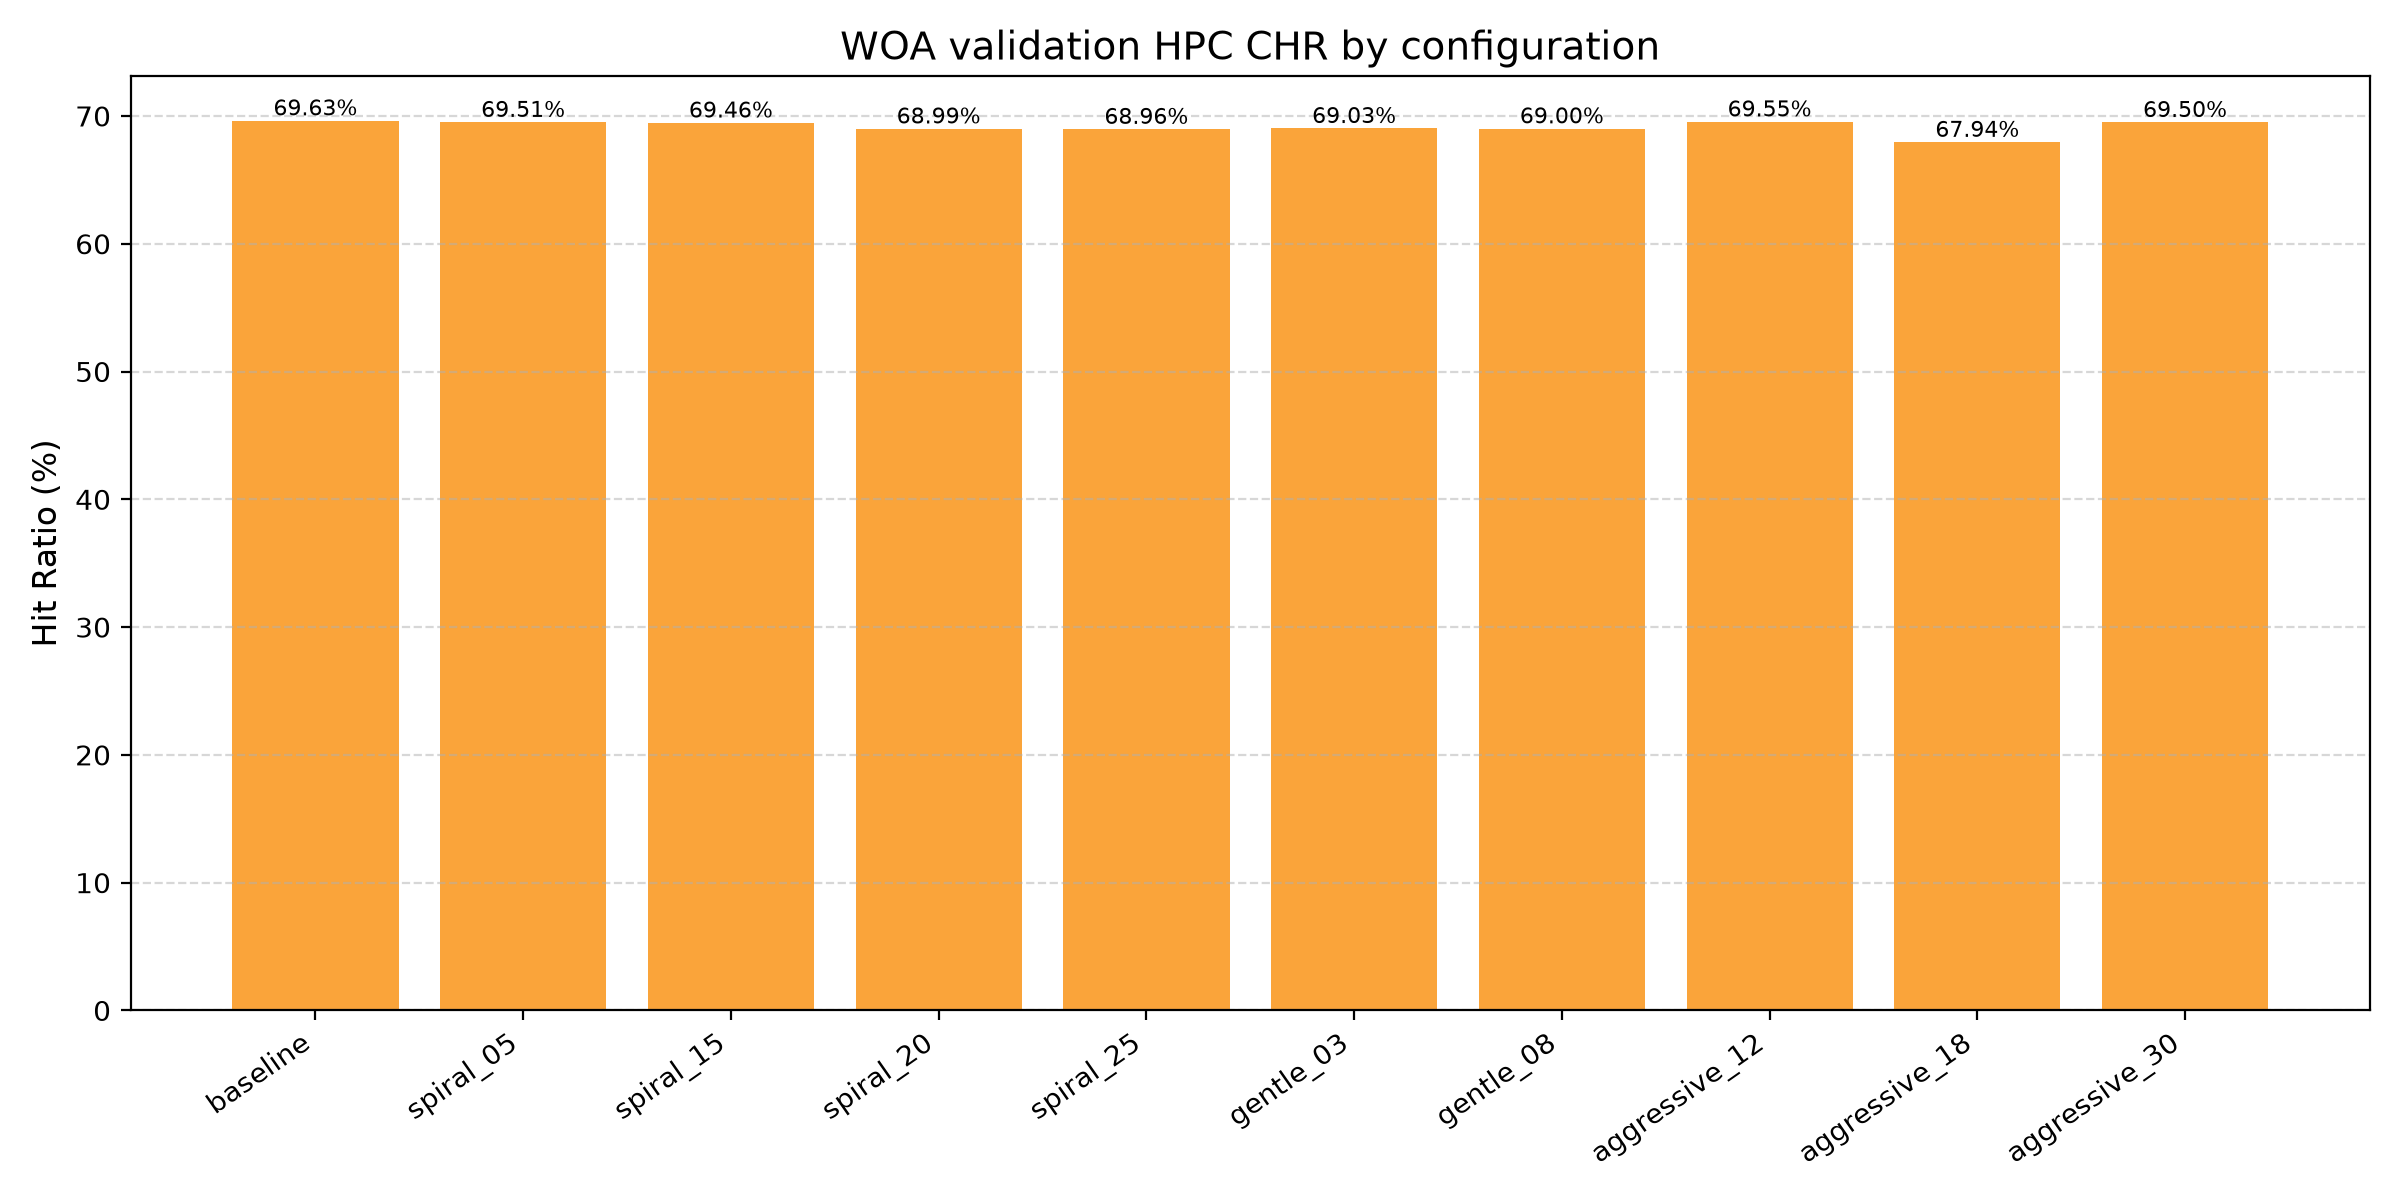 WOA validation HPC CHR by configuration
Hit Ratio (%)
70
60
50
40
30
20
10
0
69.63%
69.51%
69.46%
68.99%
68.96%
69.03%
69.00%
69.55%
67.94%
69.50%
baseline
spiral_05
spiral_15
spiral_20
spiral_25
gentle_03
gentle_08
aggressive_12
aggressive_18
aggressive_30